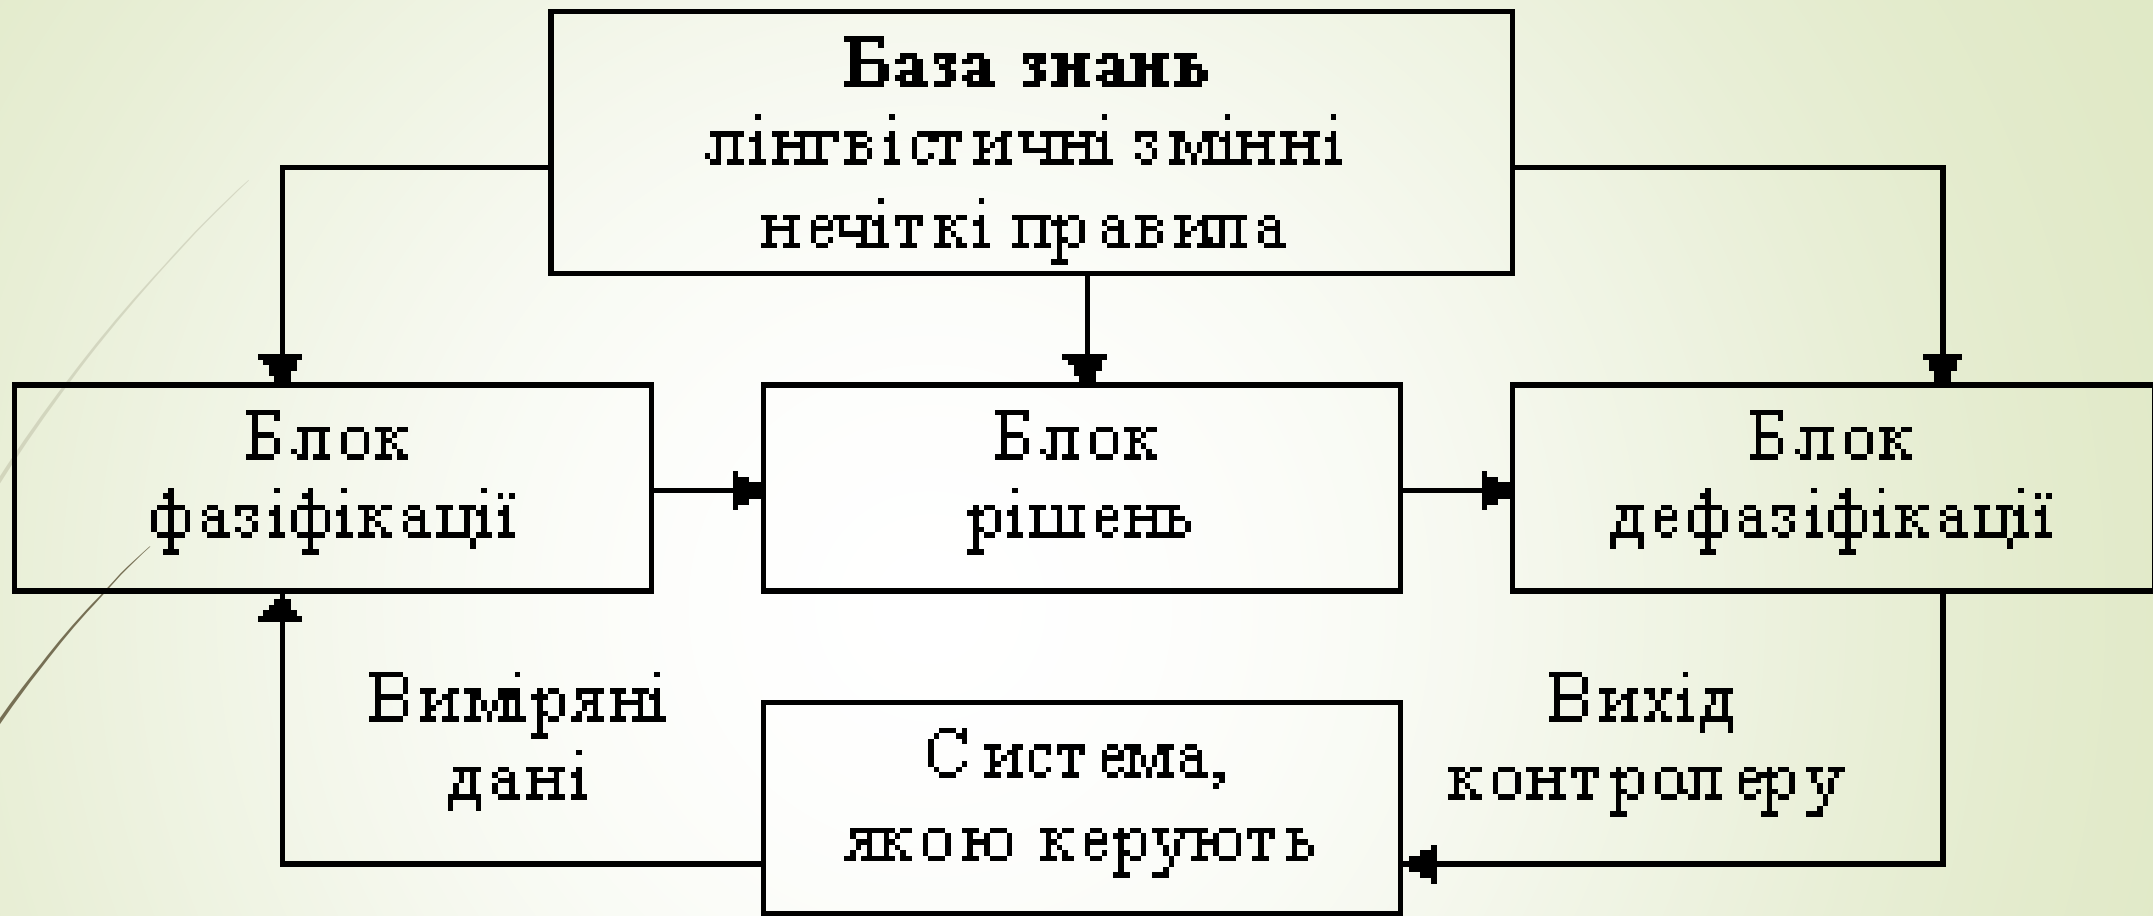 База знань
лінгвістичні змінні
нечіткі правила
Блок
фазіфікації
Блок
рішень
Блок
дефазіфікації
Виміряні
дані
Система,
якою керують
Вихід
контролеру